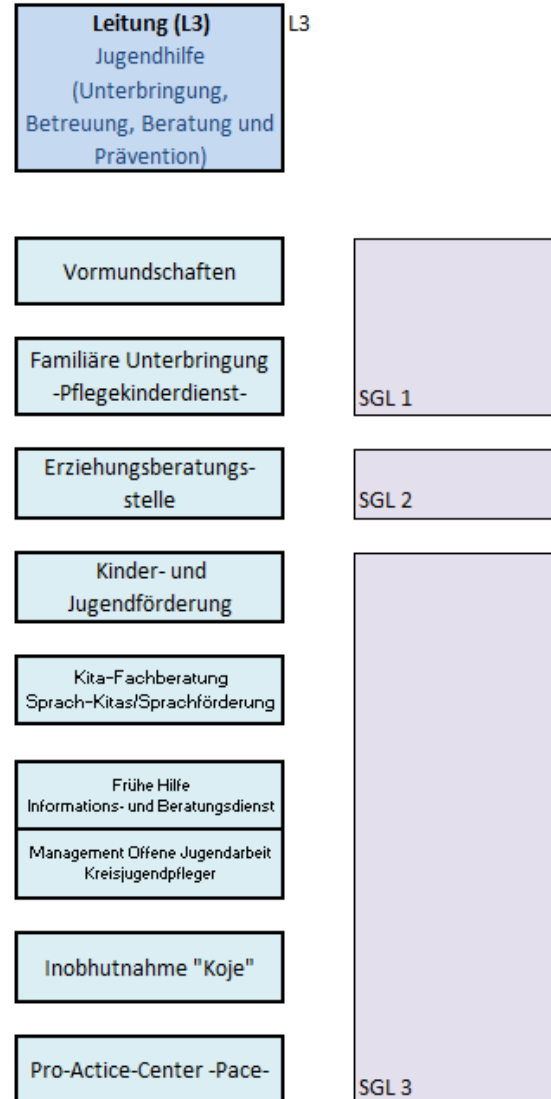 Leitung (L3)
L3
Jugendhilfe
(Unterbringung,
Betreuung, Beratung und
Prävention)
Vormundschaften
Familiäre Unterbringung
-Pflegekinderdienst-
SGL 1
Erziehungsberatungs-
stelle
SGL 2
Kinder- und
Jugendförderung
Kita-Fachberatung
Sprach-Kitas/Sprachförderung
Frühe Hilfe
Informations- und Beratungsdienst
Management Offene Jugendarbeit
Kreisjugendpfleger
Inobhutnahme "Koje"
Pro-Actice-Center -Pace-
SGL 3